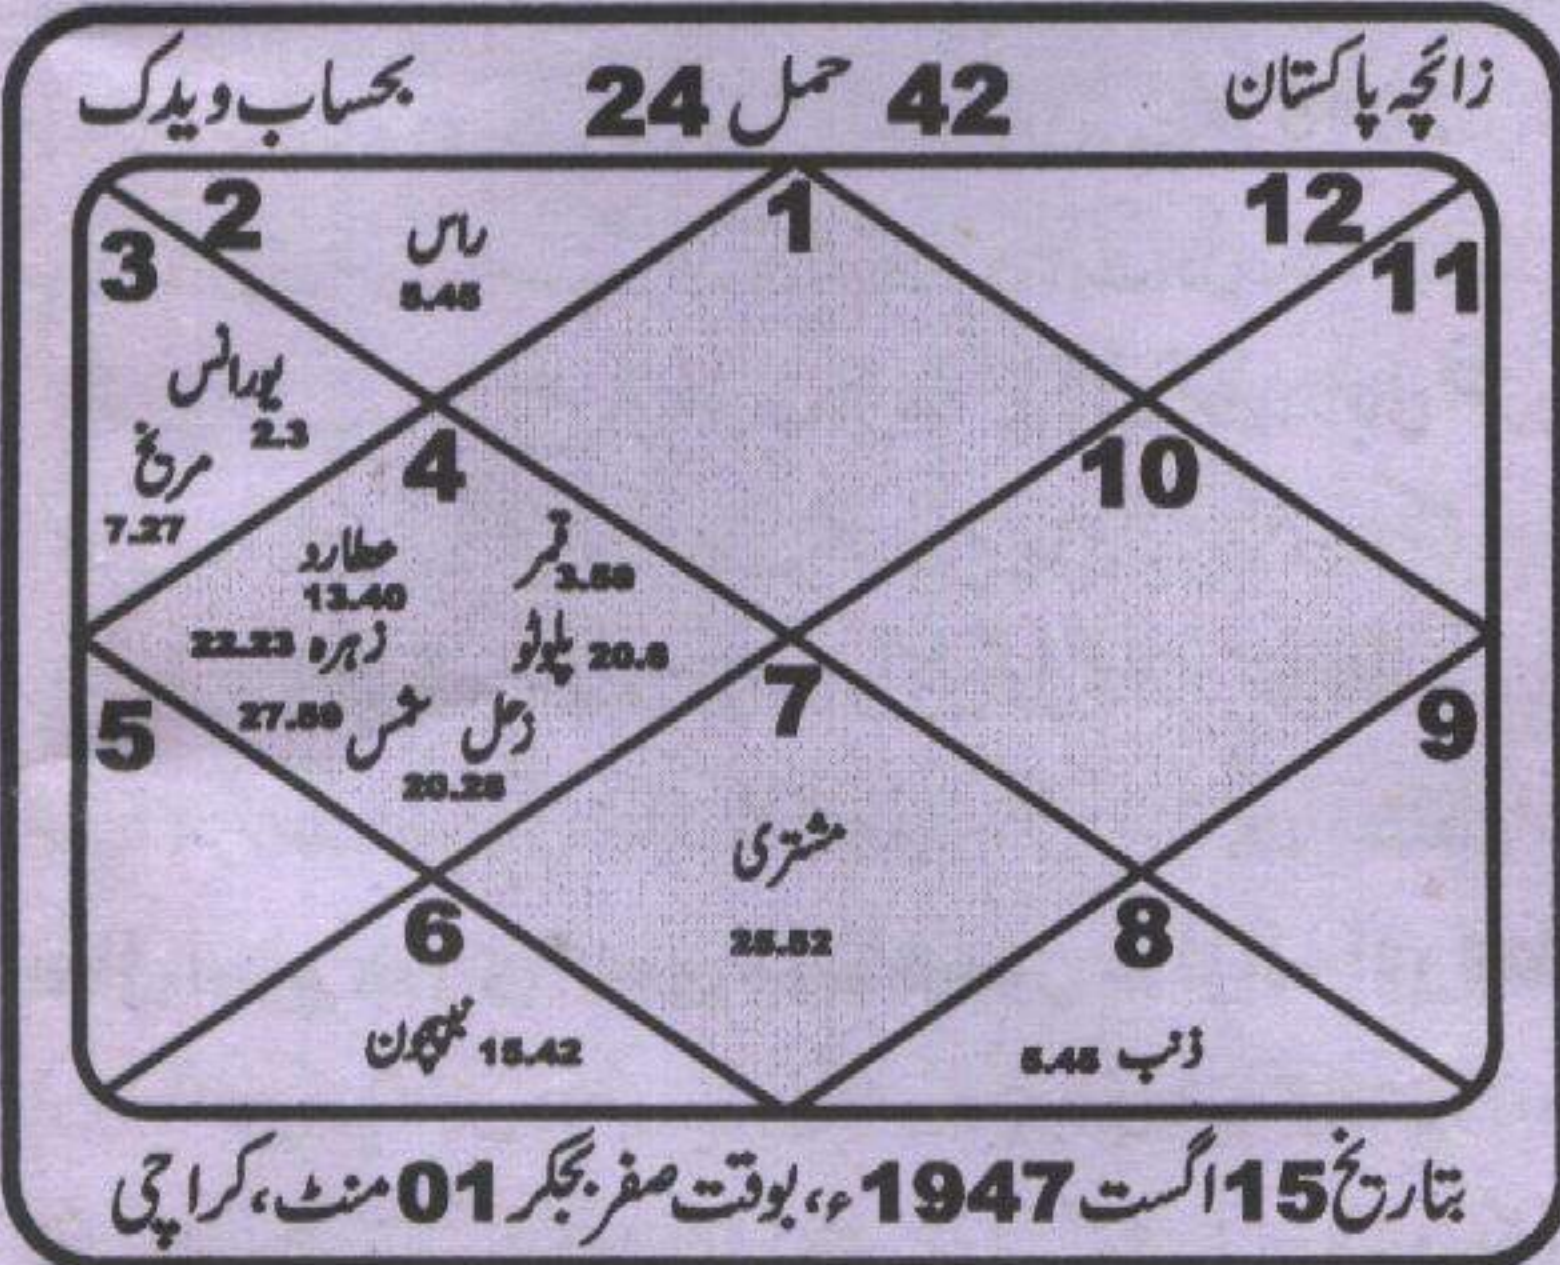 زائچہ پاکستان 42 حمل 24 بحساب ویدک
1
2
راس
5.45
3
یورانس
2.3
مریخ
7.27
4
قمر 3.58
عطارد
13.40
پلوٹو 20.6
زہرہ 22.23
زحل
20.28
شمس 27.59
5
6
نیپچون 15.42
7
مشتری
25.52
8
ذنب 5.45
9
10
11
12
بتاریخ 15 اگست 1947ء، بوقت صفر بجکر 01 منٹ، کراچی